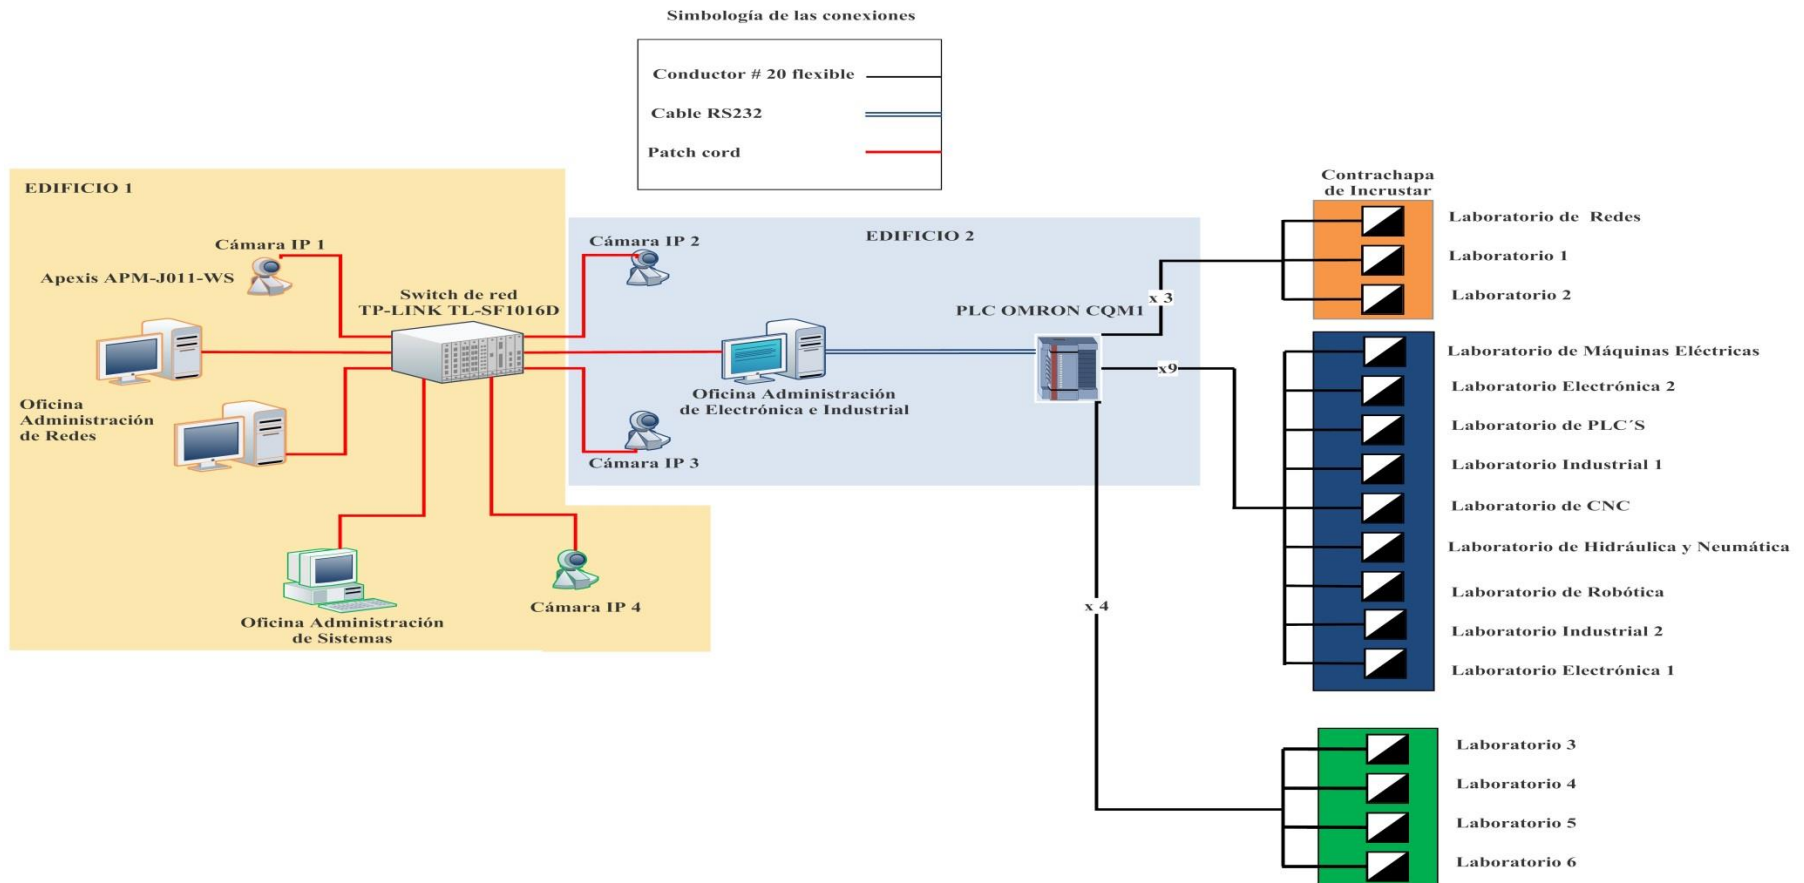 Simbología de las conexiones
Conductor # 20 flexible
Cable RS232
Patch cord
EDIFICIO 1
Cámara IP 1
Apexis APM-J011-WS
Switch de red
TP-LINK TL-SF1016D
Oficina
Administración
de Redes
Oficina Administración
de Sistemas
Cámara IP 4
EDIFICIO 2
Cámara IP 2
Oficina Administración
de Electrónica e Industrial
Cámara IP 3
PLC OMRON CQM1
x 3
x9
x 4
Contrachapa
de Incrustar
Laboratorio de Redes
Laboratorio 1
Laboratorio 2
Laboratorio de Máquinas Eléctricas
Laboratorio Electrónica 2
Laboratorio de PLC´S
Laboratorio Industrial 1
Laboratorio de CNC
Laboratorio de Hidráulica y Neumática
Laboratorio de Robótica
Laboratorio Industrial 2
Laboratorio Electrónica 1
Laboratorio 3
Laboratorio 4
Laboratorio 5
Laboratorio 6